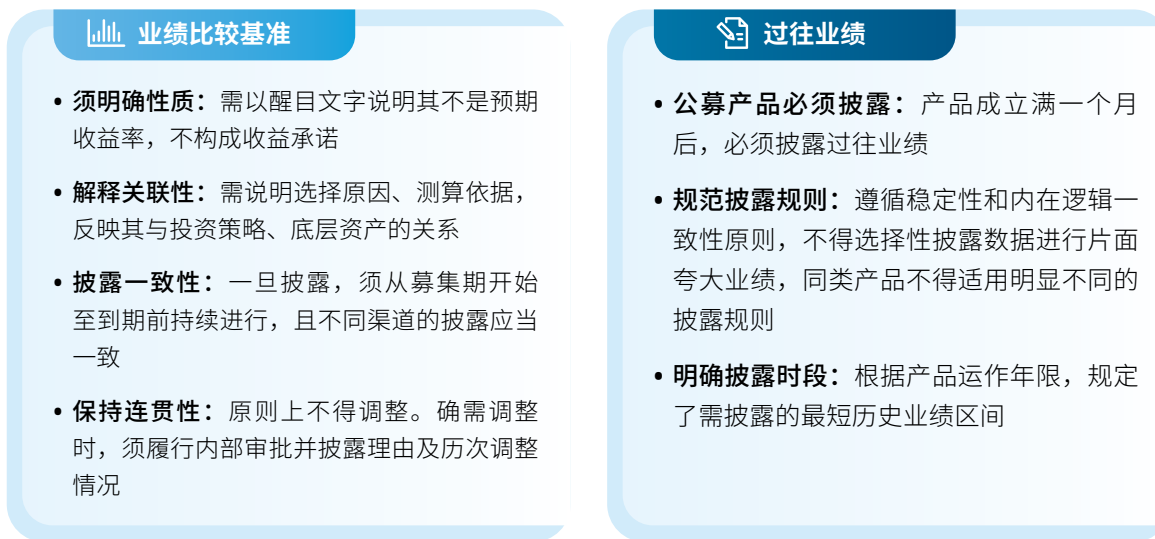 业绩比较基准
• 须明确性质：需以醒目文字说明其不是预期
收益率，不构成收益承诺
• 解释关联性：需说明选择原因、测算依据，
反映其与投资策略、底层资产的关系
• 披露一致性：一旦披露，须从募集期开始
至到期前持续进行，且不同渠道的披露应当
一致
• 保持连贯性：原则上不得调整。确需调整
时，须履行内部审批并披露理由及历次调整
情况
过往业绩
• 公募产品必须披露：产品成立满一个月
后，必须披露过往业绩
• 规范披露规则：遵循稳定性和内在逻辑一
致性原则，不得选择性披露数据进行片面
夸大业绩，同类产品不得适用明显不同的
披露规则
• 明确披露时段：根据产品运作年限，规定
了需披露的最短历史业绩区间